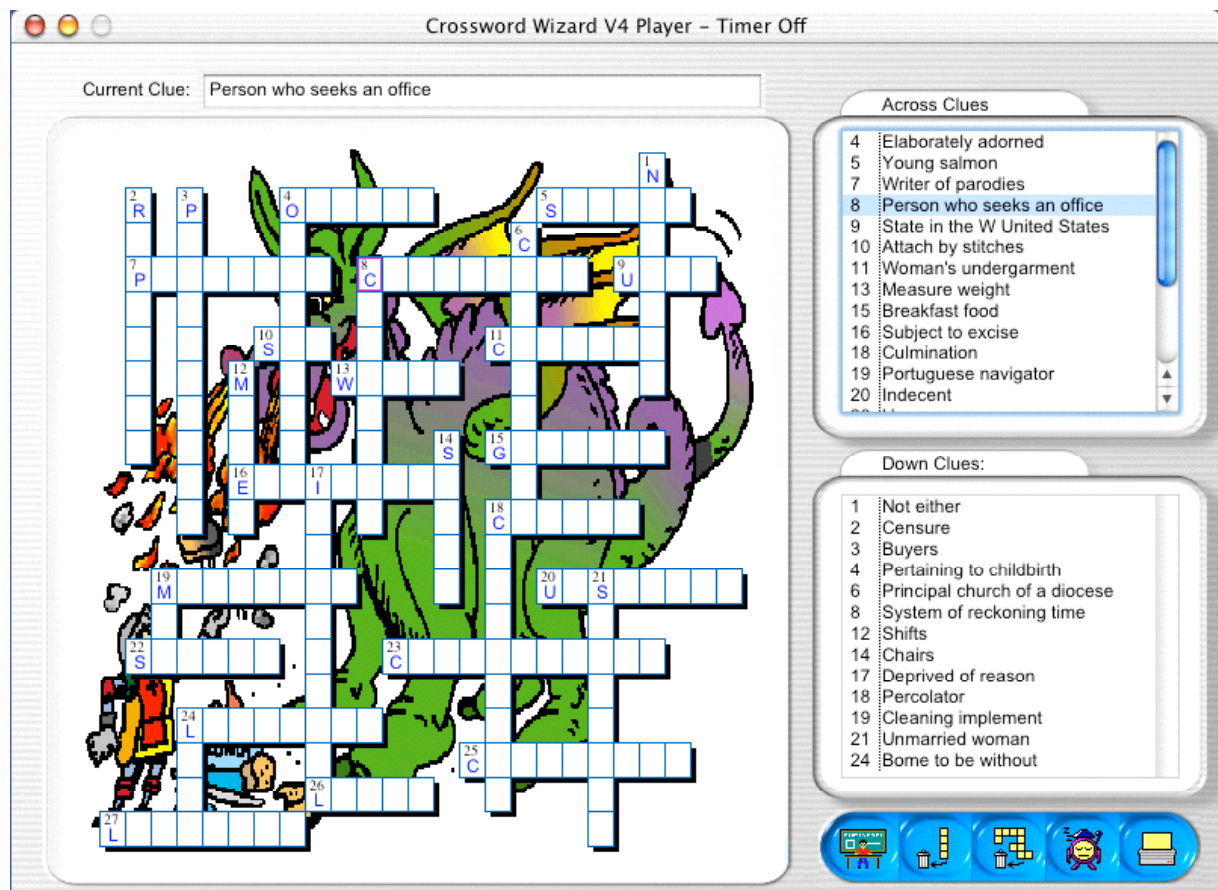 Crossword Wizard V4 Player – Timer Off
Current Clue: Person who seeks an office
1 N
2 R 3 P 4 O 5 S
6 C
7 P 8 C 9 U
10 S 11 C
12 M 13 W
14 S 15 G
16 E 17 I
18 C
19 M 20 U 21 S
22 S 23 C
24 L
25 C
26 L
27 L
Across Clues
4 Elaborately adorned
5 Young salmon
7 Writer of parodies
8 Person who seeks an office
9 State in the W United States
10 Attach by stitches
11 Woman's undergarment
13 Measure weight
15 Breakfast food
16 Subject to excise
18 Culmination
19 Portuguese navigator
20 Indecent
Down Clues:
1 Not either
2 Censure
3 Buyers
4 Pertaining to childbirth
6 Principal church of a diocese
8 System of reckoning time
12 Shifts
14 Chairs
17 Deprived of reason
18 Percolator
19 Cleaning implement
21 Unmarried woman
24 Bome to be without